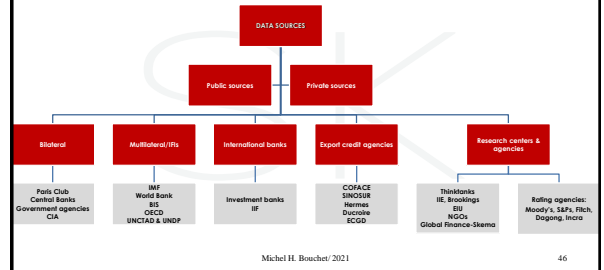 DATA SOURCES
Public sources
Private sources
Bilateral
Multilateral/IFIs
International banks
Export credit agencies
Research centers &
agencies
Paris Club
Central Banks
Government agencies
CIA
IMF
World Bank
BIS
OECD
UNCTAD & UNDP
Investment banks
IIF
COFACE
SINOSUR
Hermes
Ducroire
ECGD
Thinktanks
IIE, Brookings
EIU
NGOs
Global Finance-Skema
Rating agencies:
Moody's, S&Ps, Fitch,
Dagong, Incra
Michel H. Bouchet/ 2021
46
SK